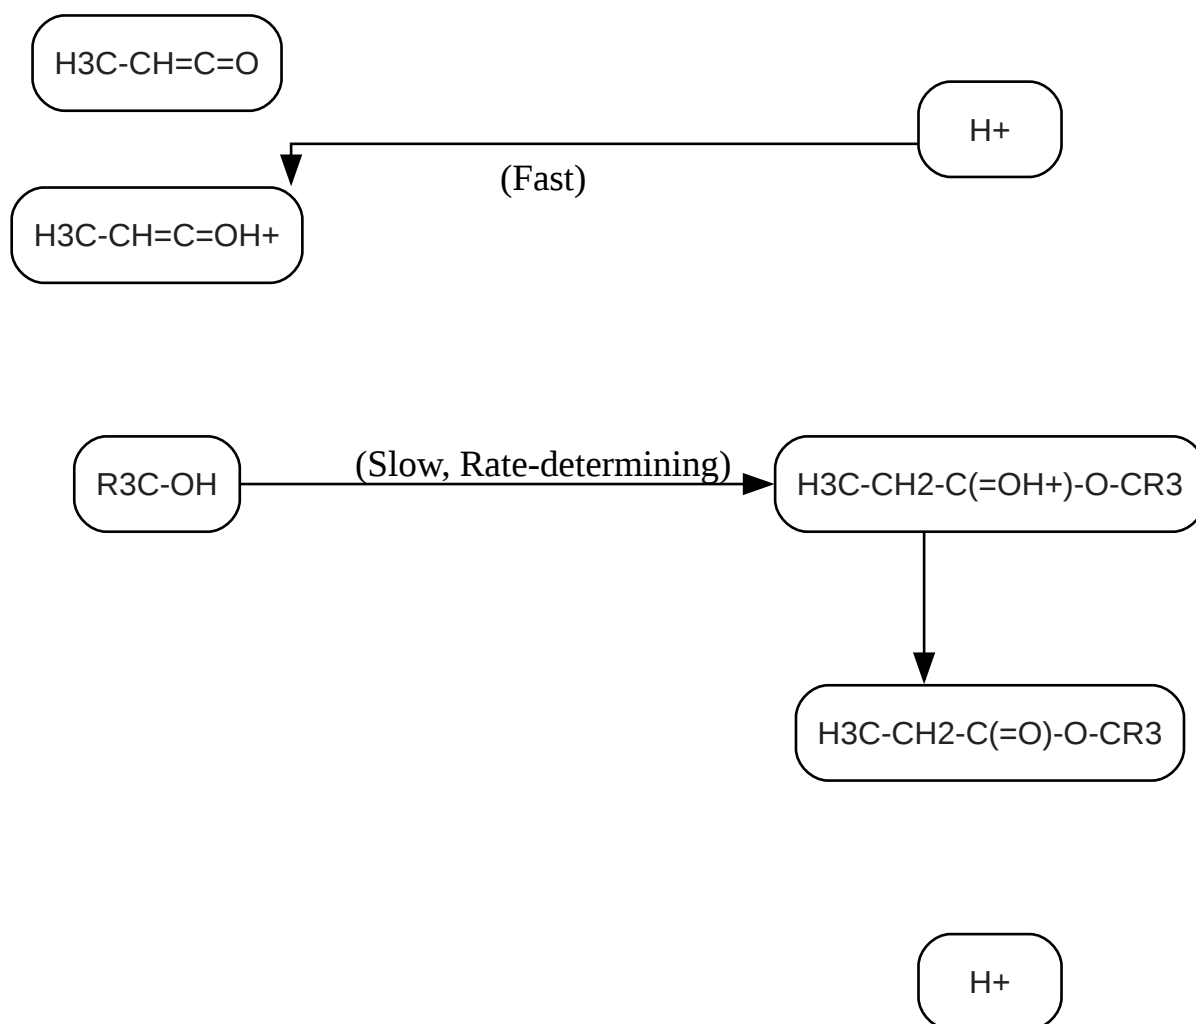 H3C-CH=C=O
H+
(Fast)
H3C-CH=C=OH+
(Slow, Rate-determining)
R3C-OH
H3C-CH2-C(=OH+)-O-CR3
H3C-CH2-C(=O)-O-CR3
H+